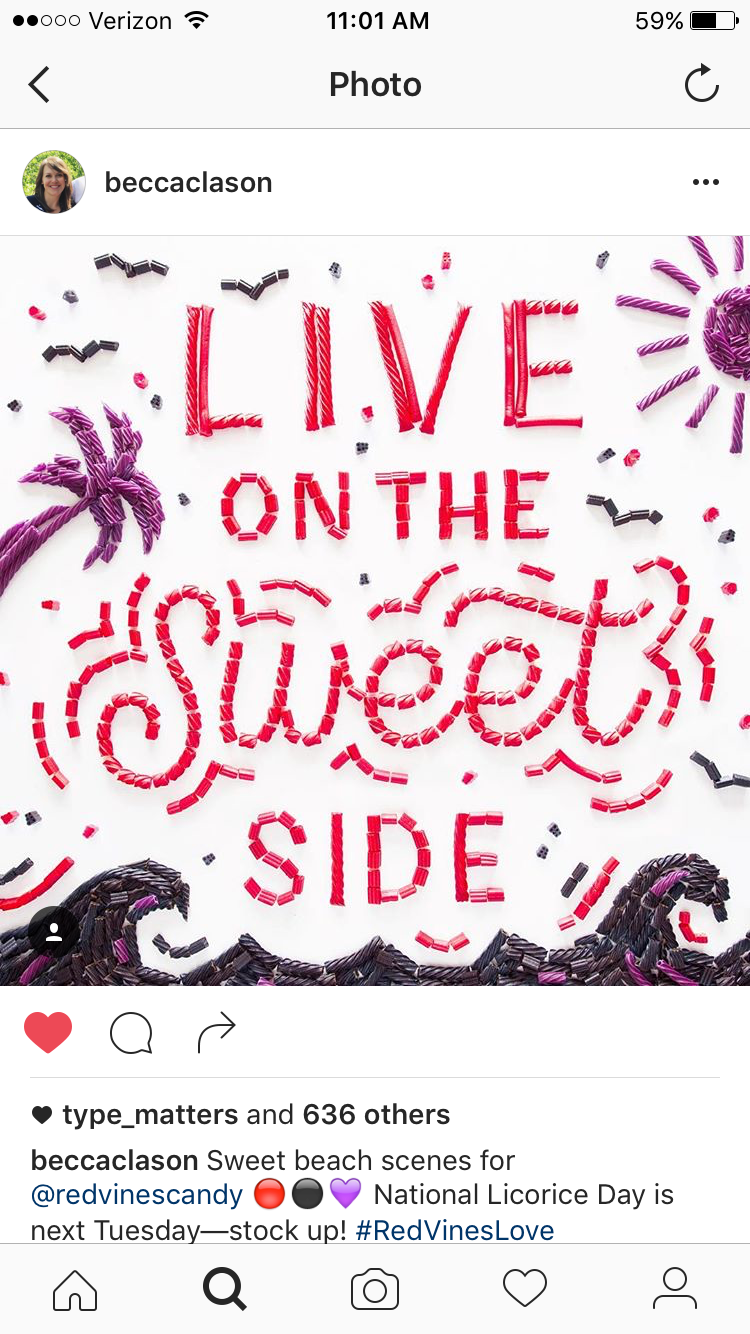 Verizon 11:01 AM 59%
Photo
beccaclason
LIVE
ON THE
Sweet
SIDE
type_matters and 636 others
beccaclason Sweet beach scenes for
@redvinescandy 🔴⚫💜 National Licorice Day is
next Tuesday—stock up! #RedVinesLove